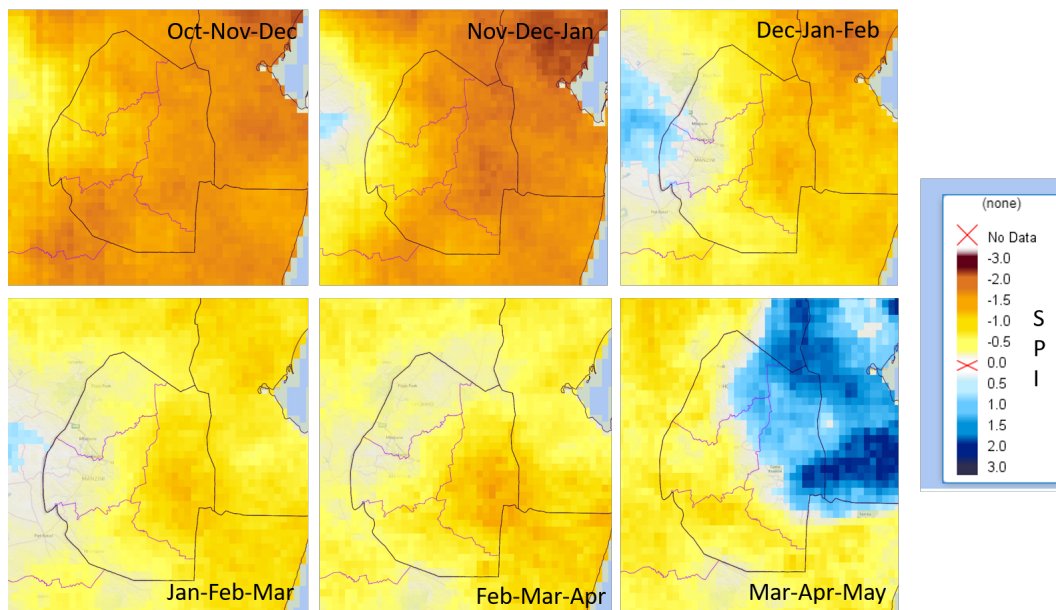 Oct-Nov-Dec
Nov-Dec-Jan
Dec-Jan-Feb
Jan-Feb-Mar
Feb-Mar-Apr
Mar-Apr-May
(none)
No Data
-3.0
-2.0
-1.5
-1.0
-0.5
0.0
0.5
1.0
1.5
2.0
3.0
S
P
I